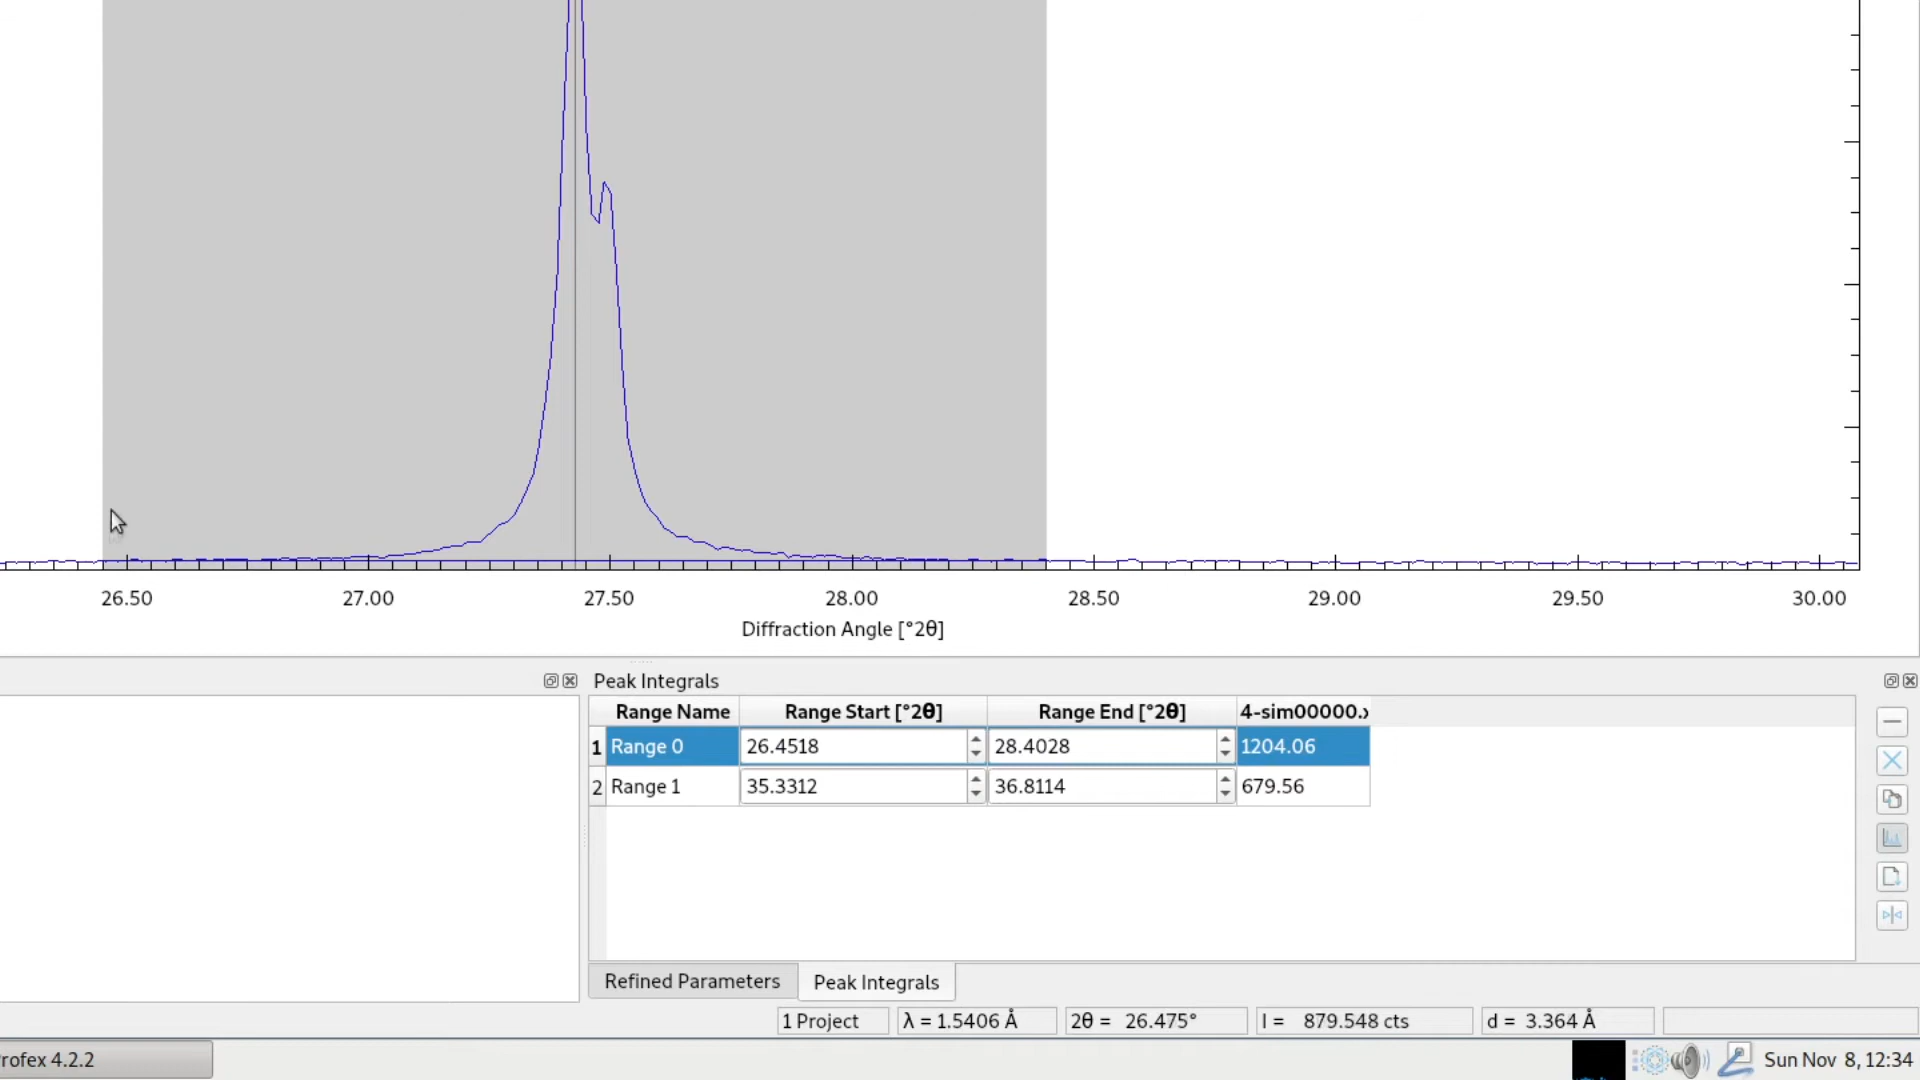 26.50 27.00 27.50 28.00 28.50 29.00 29.50 30.00
Diffraction Angle [°2θ]
Peak Integrals
Range Name Range Start [°2θ] Range End [°2θ] 4-sim00000.x
1 Range 0 26.4518 28.4028 1204.06
2 Range 1 35.3312 36.8114 679.56
Refined Parameters Peak Integrals
1 Project λ = 1.5406 Å 2θ = 26.475° I = 879.548 cts d = 3.364 Å
rofex 4.2.2 Sun Nov 8, 12:34